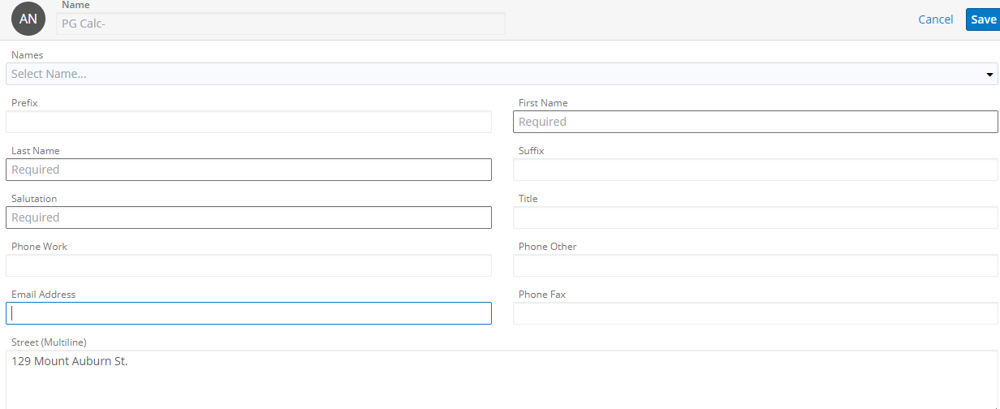 AN
Name
PG Calc-
Cancel
Save
Names
Select Name...
Prefix
First Name
Required
Last Name
Suffix
Required
Salutation
Title
Required
Phone Work
Phone Other
Email Address
Phone Fax
Street (Multiline)
129 Mount Auburn St.